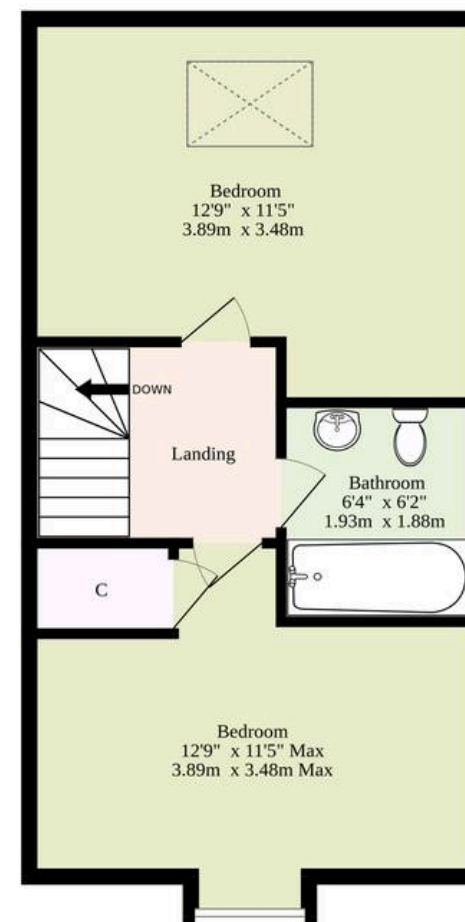 Bedroom
12'9" x 11'5"
3.89m x 3.48m
DOWN
Landing
Bathroom
6'4" x 6'2"
1.93m x 1.88m
C
Bedroom
12'9" x 11'5" Max
3.89m x 3.48m Max